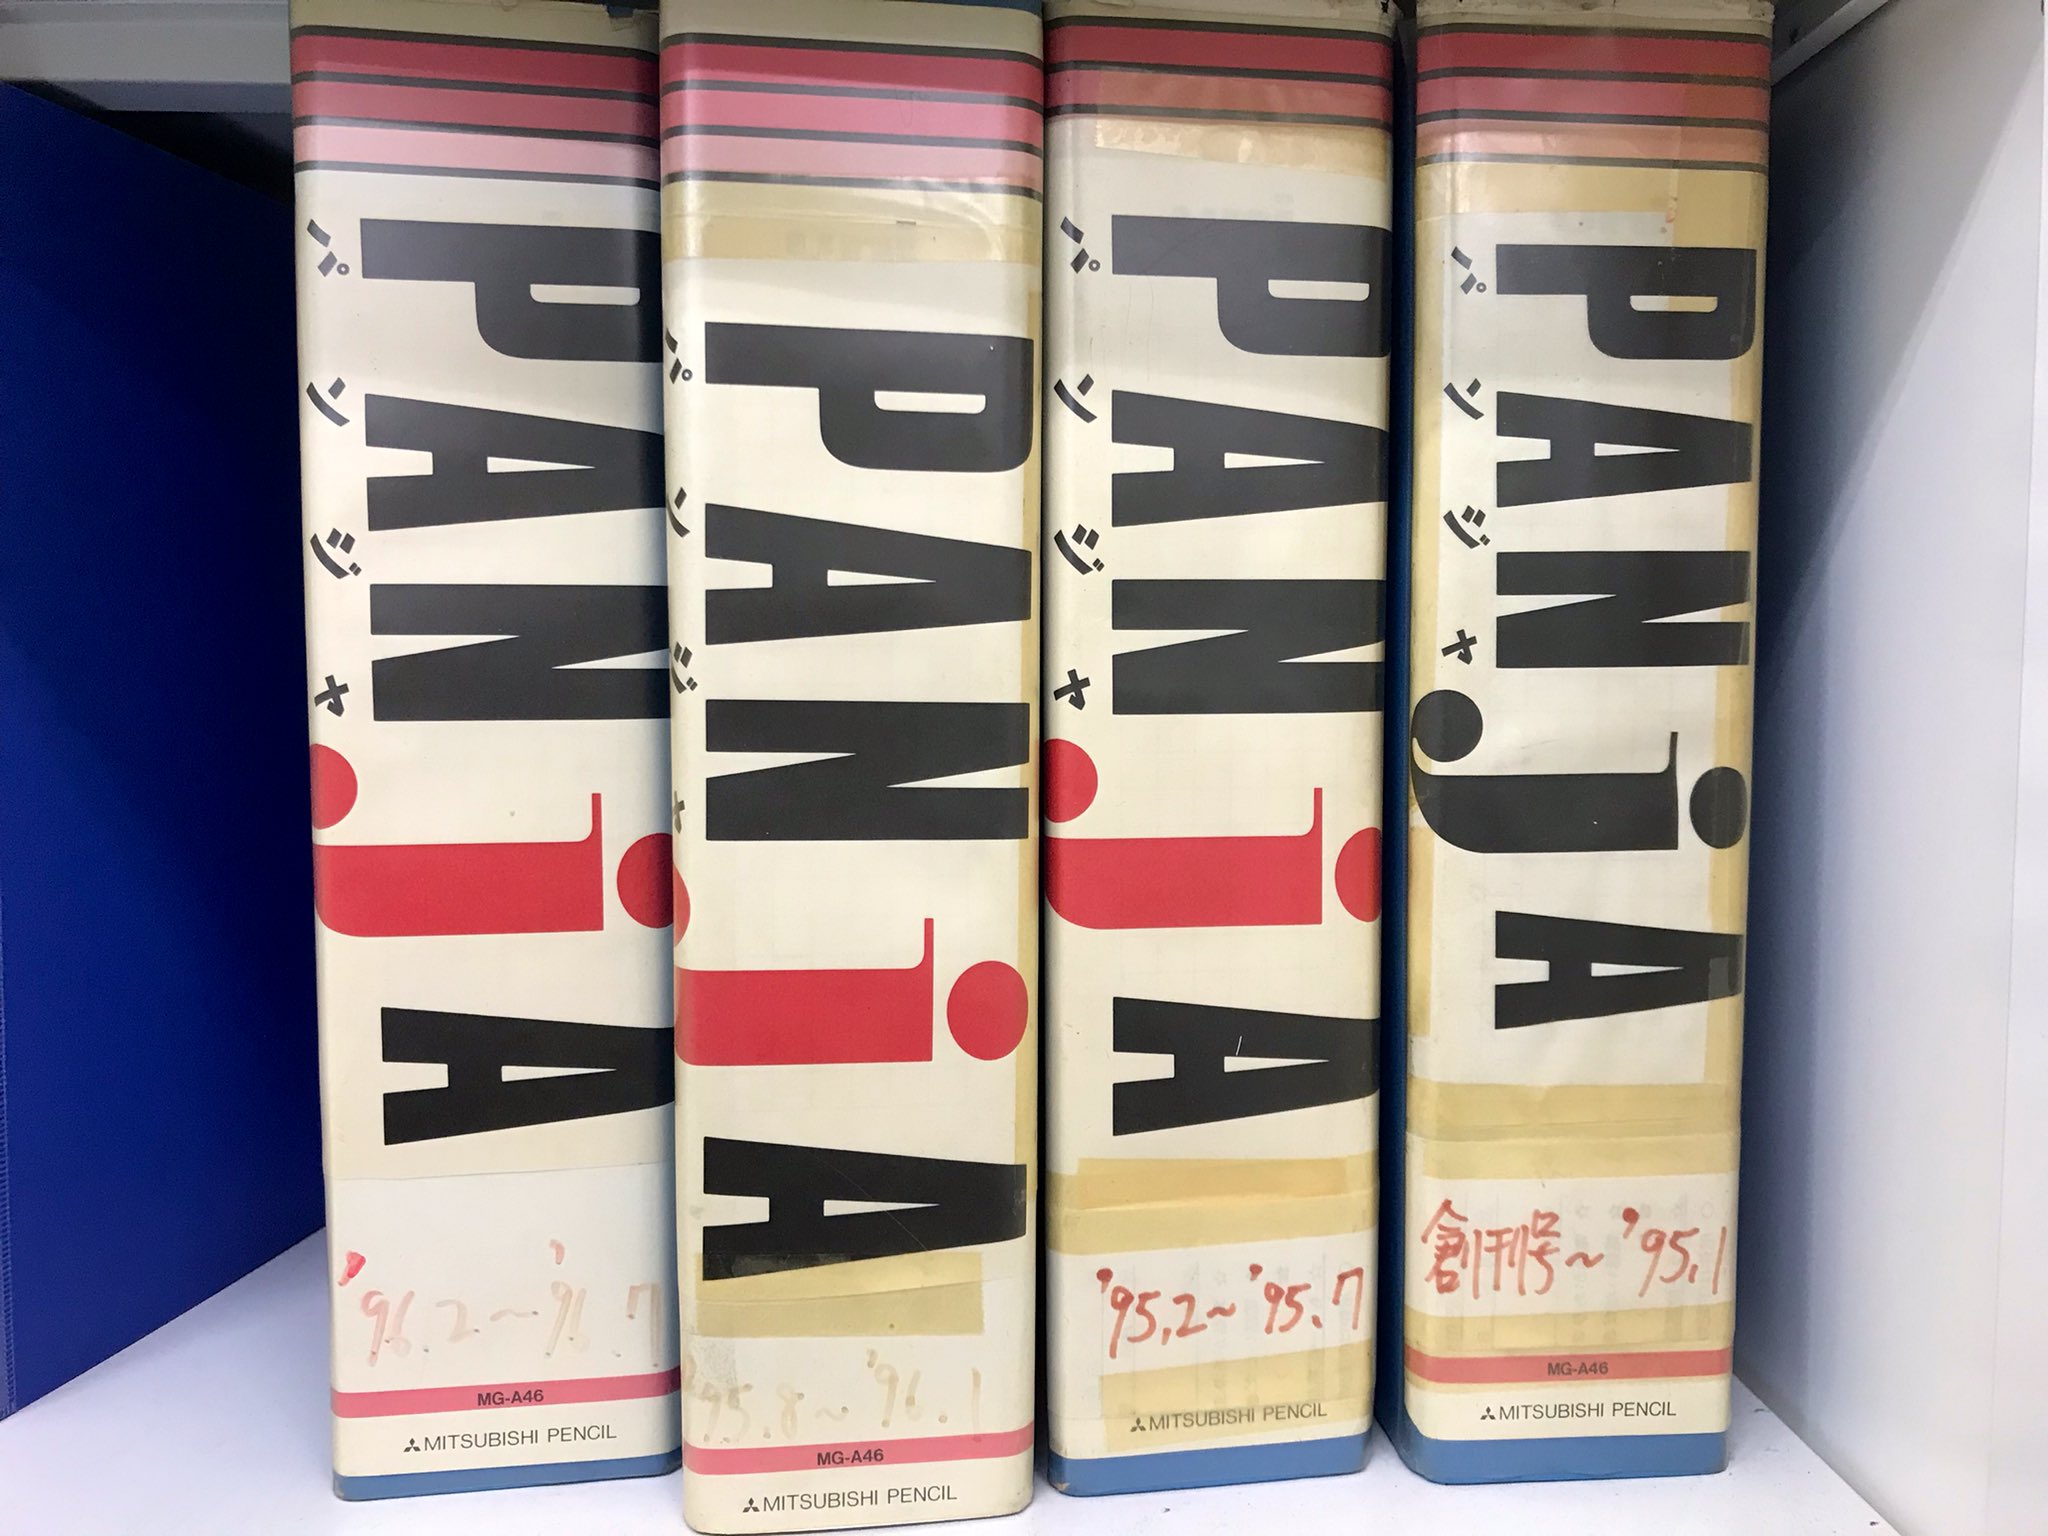 パンジャ
PANjA
'96.2〜'96.7
MG-A46
MITSUBISHI PENCIL
パンジャ
PANjA
'95.8〜'96.1
MG-A46
MITSUBISHI PENCIL
パンジャ
PANjA
'95.2〜'95.7
MITSUBISHI PENCIL
パンジャ
PANjA
創刊号〜'95.1
MG-A46
MITSUBISHI PENCIL